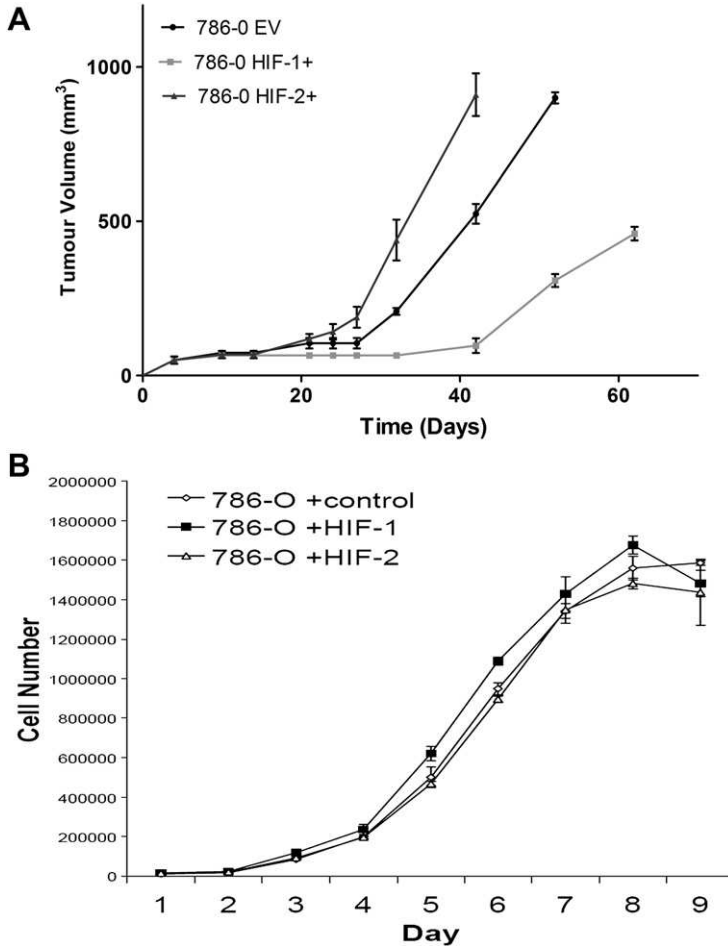 A
786-0 EV
786-0 HIF-1+
786-0 HIF-2+
1000
500
0
Tumour Volume (mm³)
0 20 40 60
Time (Days)
B
786-O +control
786-O +HIF-1
786-O +HIF-2
2000000
1800000
1600000
1400000
1200000
1000000
800000
600000
400000
200000
0
Cell Number
1 2 3 4 5 6 7 8 9
Day